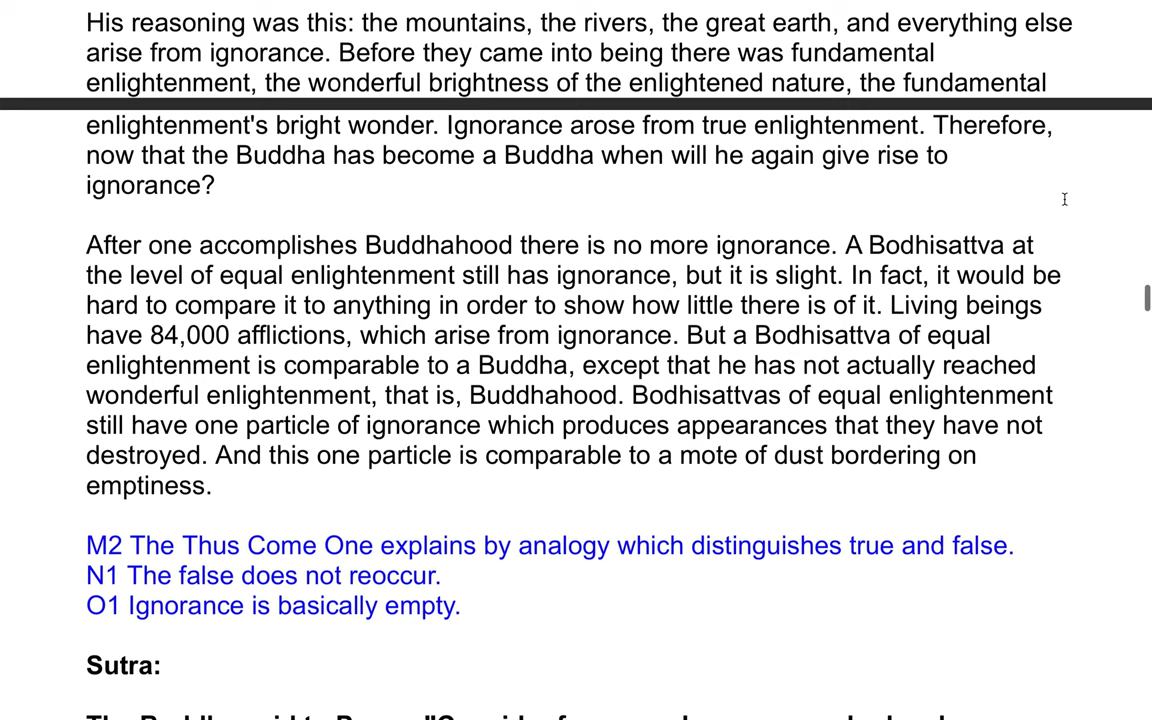 His reasoning was this: the mountains, the rivers, the great earth, and everything else
arise from ignorance. Before they came into being there was fundamental
enlightenment, the wonderful brightness of the enlightened nature, the fundamental
enlightenment's bright wonder. Ignorance arose from true enlightenment. Therefore,
now that the Buddha has become a Buddha when will he again give rise to
ignorance?
After one accomplishes Buddhahood there is no more ignorance. A Bodhisattva at
the level of equal enlightenment still has ignorance, but it is slight. In fact, it would be
hard to compare it to anything in order to show how little there is of it. Living beings
have 84,000 afflictions, which arise from ignorance. But a Bodhisattva of equal
enlightenment is comparable to a Buddha, except that he has not actually reached
wonderful enlightenment, that is, Buddhahood. Bodhisattvas of equal enlightenment
still have one particle of ignorance which produces appearances that they have not
destroyed. And this one particle is comparable to a mote of dust bordering on
emptiness.
M2 The Thus Come One explains by analogy which distinguishes true and false.
N1 The false does not reoccur.
O1 Ignorance is basically empty.
Sutra: